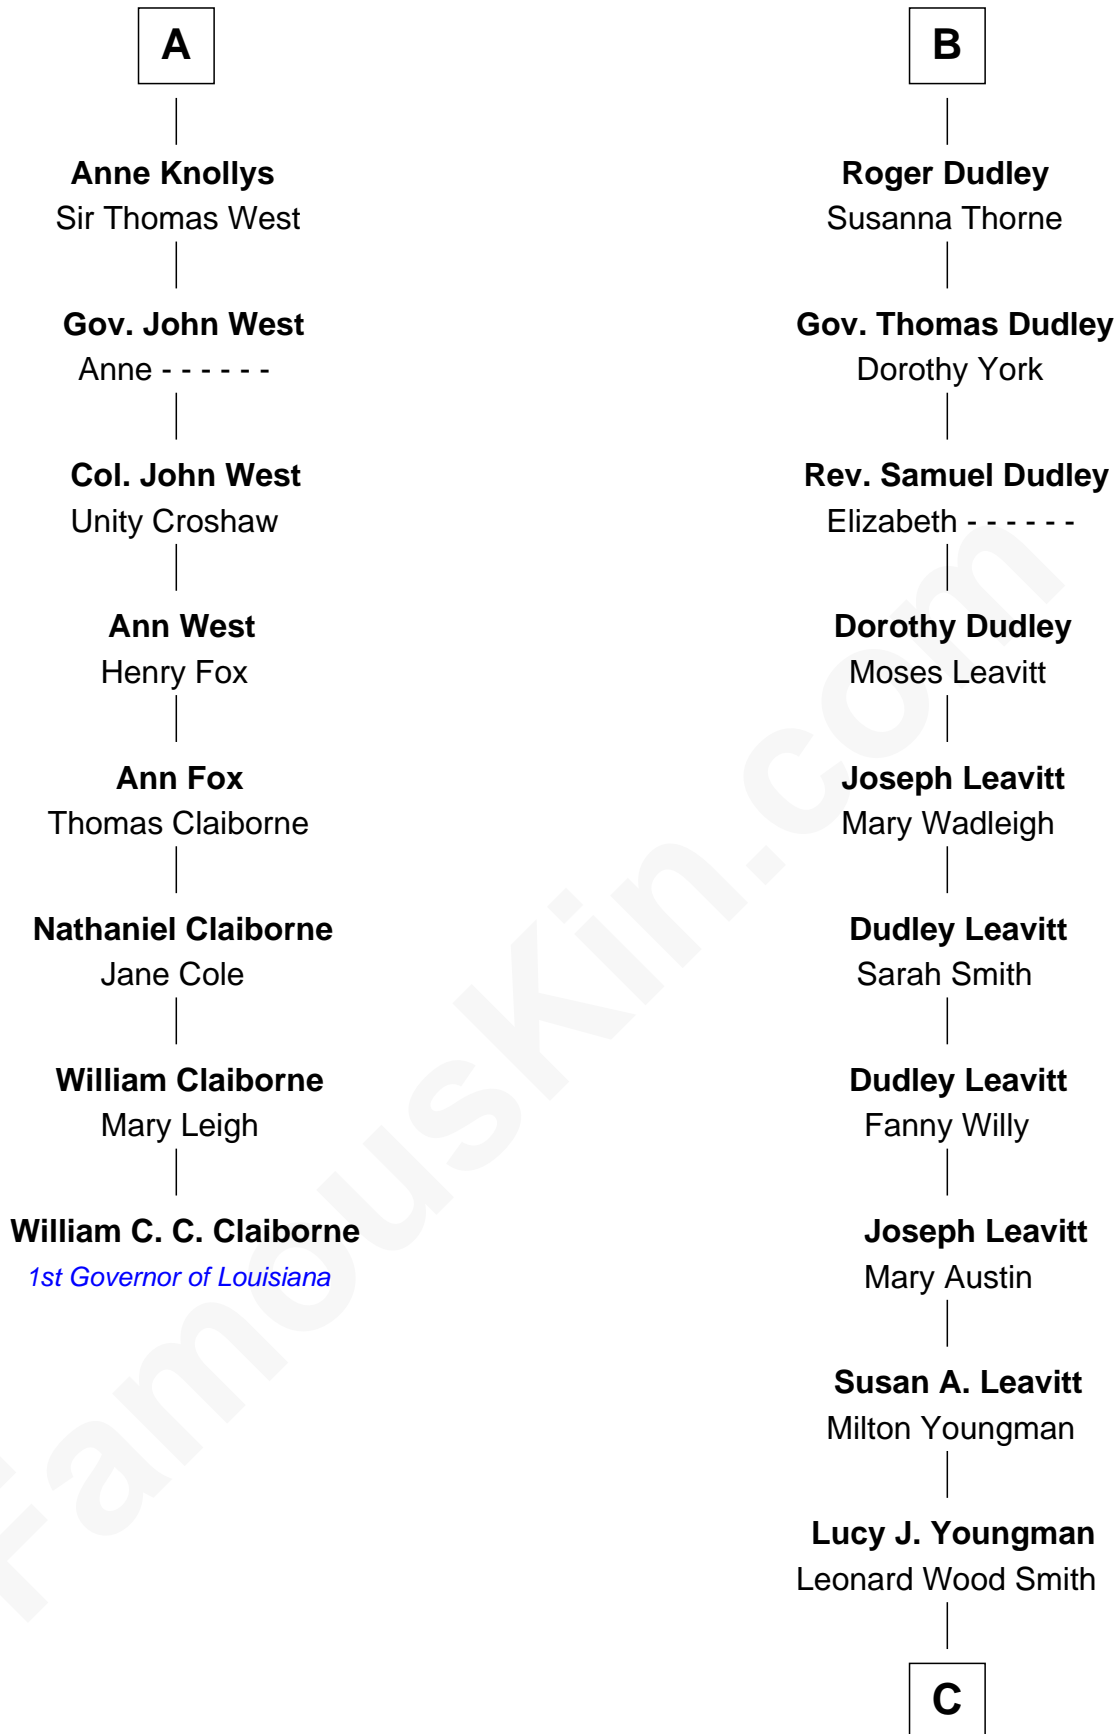 A
Anne Knollys
Sir Thomas West
Gov. John West
Anne - - - - - -
Col. John West
Unity Croshaw
Ann West
Henry Fox
Ann Fox
Thomas Claiborne
Nathaniel Claiborne
Jane Cole
William Claiborne
Mary Leigh
William C. C. Claiborne
1st Governor of Louisiana
B
Roger Dudley
Susanna Thorne
Gov. Thomas Dudley
Dorothy York
Rev. Samuel Dudley
Elizabeth - - - - - -
Dorothy Dudley
Moses Leavitt
Joseph Leavitt
Mary Wadleigh
Dudley Leavitt
Sarah Smith
Dudley Leavitt
Fanny Willy
Joseph Leavitt
Mary Austin
Susan A. Leavitt
Milton Youngman
Lucy J. Youngman
Leonard Wood Smith
C
FamousKin.com